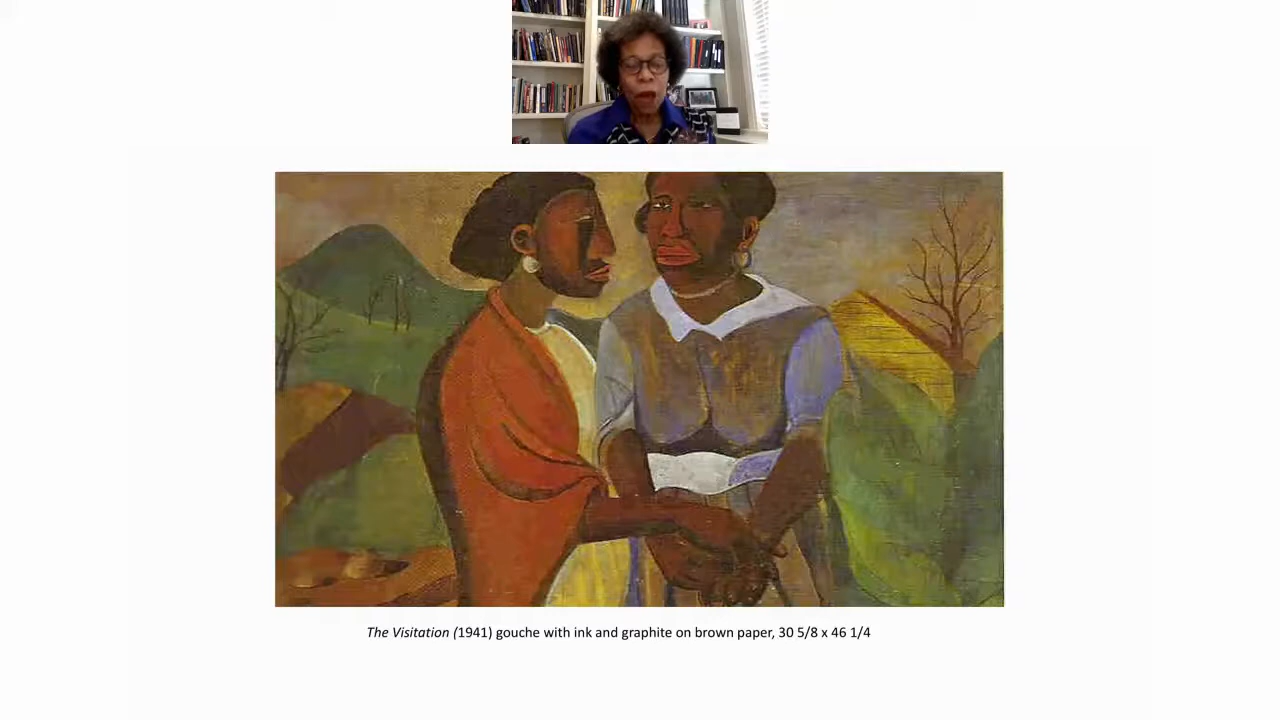 The Visitation (1941) gouche with ink and graphite on brown paper, 30 5/8 x 46 1/4